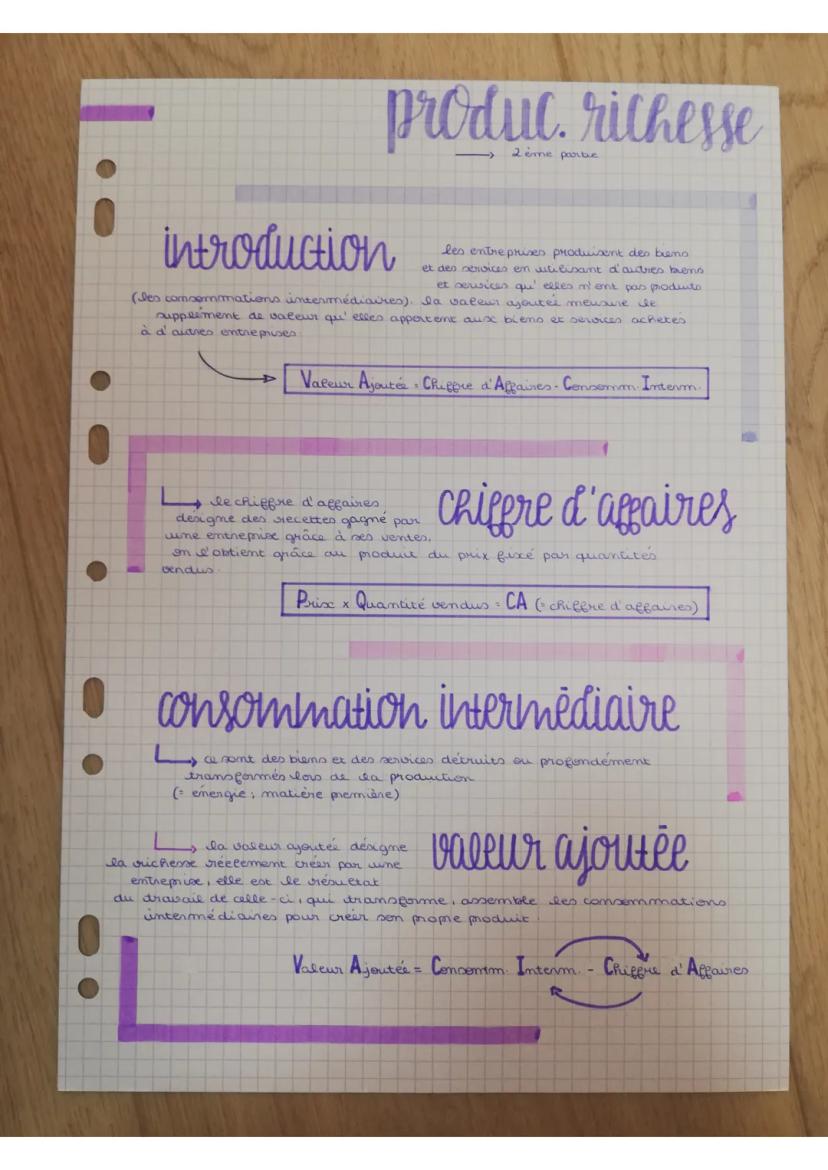 produc. richesse
→ 2ème partie
introduction
les entreprises produisent des biens
et des services en utilisant d'autres biens
et services qu'elles n'ont pas produits
(les consommations intermédiaires). la valeur ajoutée mesure le
supplément de valeur qu'elles apportent aux biens et services achetés
à d'autres entreprises
Valeur Ajoutée = Chiffre d'Affaires - Consomm. Interm.
chiffre d'affaires
le chiffre d'affaires
désigne des recettes gagné par
une entreprise grâce à ses ventes.
on l'obtient grâce au produit du prix fixé par quantités
vendus.
Prix x Quantité vendus = CA (= chiffre d'affaires)
consommation intermédiaire
ce sont des biens et des services détruits ou profondément
transformés lors de la production
(= énergie ; matière première)
valeur ajoutée
la valeur ajoutée désigne
la richesse réellement créer par une
entreprise, elle est le résultat
du travail de celle-ci, qui transforme, assemble les consommations
intermédiaires pour créer son propre produit.
Valeur Ajoutée = Consomm. Interm. - Chiffre d'Affaires